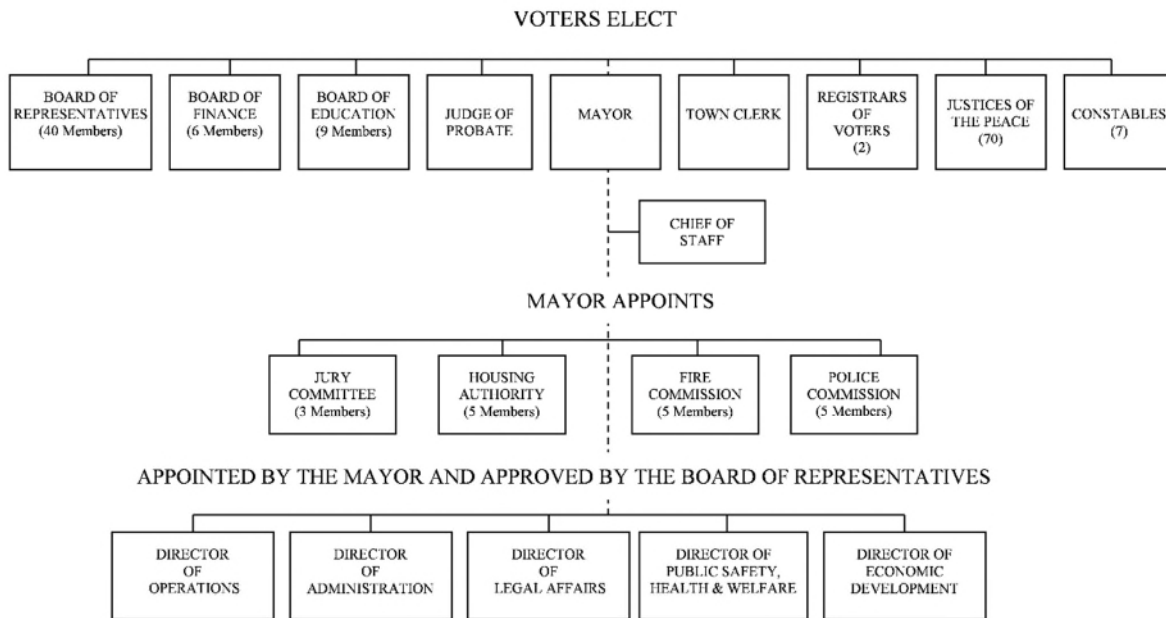 VOTERS ELECT
BOARD OF
REPRESENTATIVES
(40 Members)
BOARD OF
FINANCE
(6 Members)
BOARD OF
EDUCATION
(9 Members)
JUDGE OF
PROBATE
MAYOR
TOWN CLERK
REGISTRARS
OF
VOTERS
(2)
JUSTICES OF
THE PEACE
(70)
CONSTABLES
(7)
CHIEF OF
STAFF
MAYOR APPOINTS
JURY
COMMITTEE
(3 Members)
HOUSING
AUTHORITY
(5 Members)
FIRE
COMMISSION
(5 Members)
POLICE
COMMISSION
(5 Members)
APPOINTED BY THE MAYOR AND APPROVED BY THE BOARD OF REPRESENTATIVES
DIRECTOR
OF
OPERATIONS
DIRECTOR
OF
ADMINISTRATION
DIRECTOR
OF
LEGAL AFFAIRS
DIRECTOR OF
PUBLIC SAFETY,
HEALTH & WELFARE
DIRECTOR OF
ECONOMIC
DEVELOPMENT